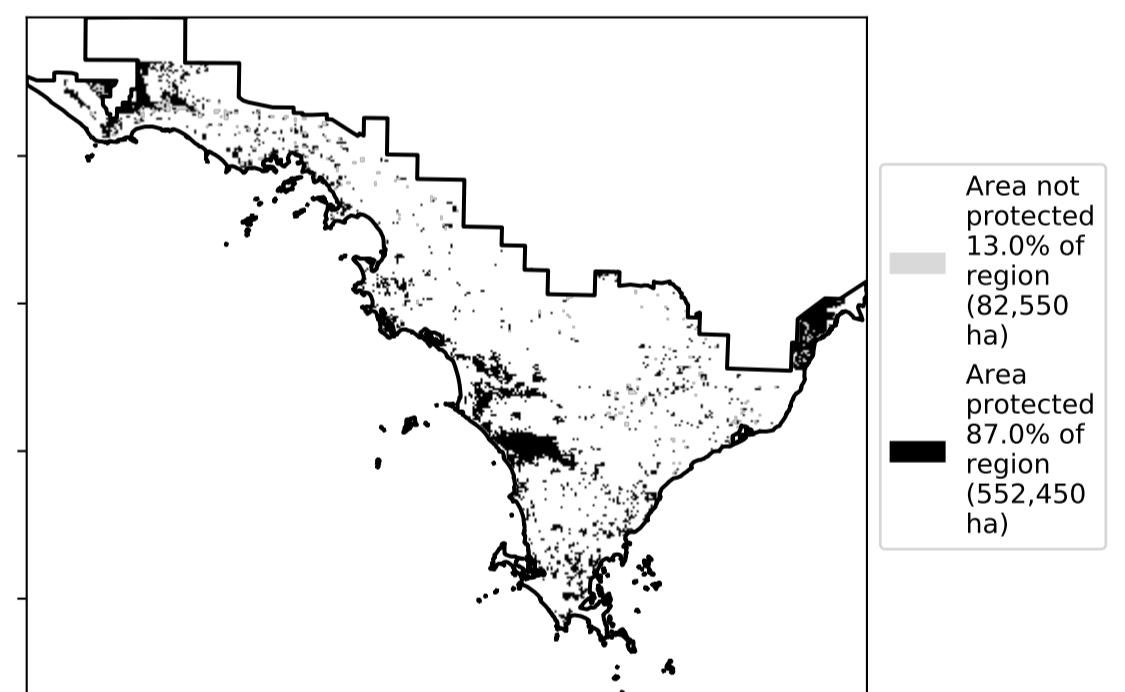 Area not
protected
13.0% of
region
(82,550
ha)
Area
protected
87.0% of
region
(552,450
ha)